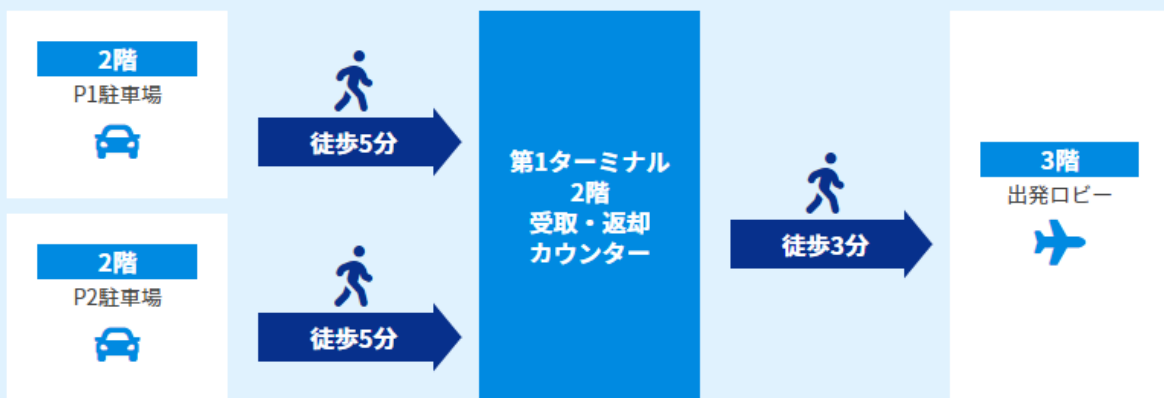 2階
P1駐車場
徒歩5分
2階
P2駐車場
徒歩5分
第1ターミナル
2階
受取・返却
カウンター
徒歩3分
3階
出発ロビー